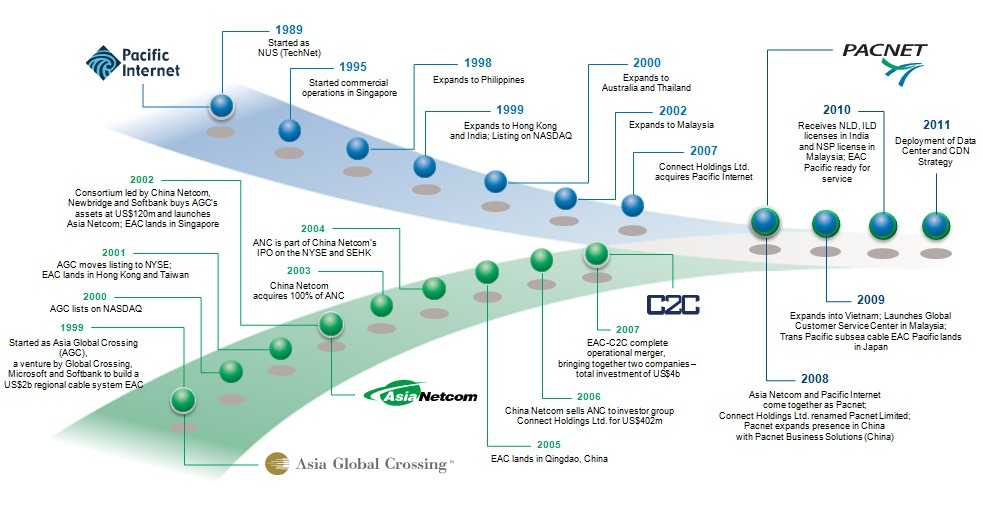 Pacific
Internet
1989
Started as
NUS (TechNet)
1995
Started commercial
operations in Singapore
1998
Expands to Philippines
1999
Expands to Hong Kong
and India; Listing on NASDAQ
2000
Expands to
Australia and Thailand
2002
Expands to Malaysia
2007
Connect Holdings Ltd.
acquires Pacific Internet
PACNET
2010
Receives NLD, ILD
licenses in India
and NSP license in
Malaysia; EAC
Pacific ready for
service
2011
Deployment of Data
Center and CDN
Strategy
2002
Consortium led by China Netcom,
Newbridge and Softbank buys AGC's
assets at US$120m and launches
Asia Netcom; EAC lands in Singapore
2001
AGC moves listing to NYSE;
EAC lands in Hong Kong and Taiwan
2000
AGC lists on NASDAQ
1999
Started as Asia Global Crossing
(AGC),
a venture by Global Crossing,
Microsoft and Softbank to build a
US$2b regional cable system EAC
2004
ANC is part of China Netcom's
IPO on the NYSE and SEHK
2003
China Netcom
acquires 100% of ANC
C2C
2007
EAC-C2C complete
operational merger,
bringing together two companies –
total investment of US$4b
2006
China Netcom sells ANC to investor group
Connect Holdings Ltd. for US$402m
2005
EAC lands in Qingdao, China
Asia Netcom
Asia Global Crossing
2009
Expands into Vietnam; Launches Global
Customer Service Center in Malaysia;
Trans Pacific subsea cable EAC Pacific lands
in Japan
2008
Asia Netcom and Pacific Internet
come together as Pacnet;
Connect Holdings Ltd. renamed Pacnet Limited;
Pacnet expands presence in China
with Pacnet Business Solutions (China)